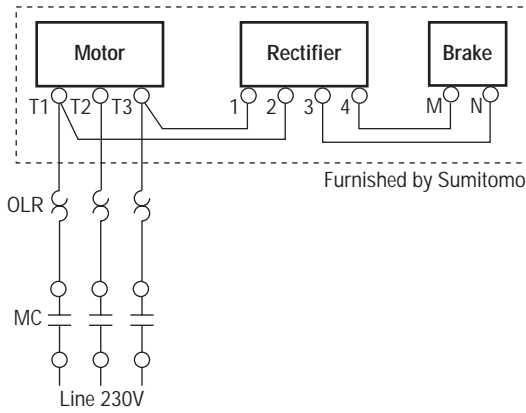 Motor Rectifier Brake
T1 T2 T3 1 2 3 4 M N
Furnished by Sumitomo
OLR
MC
Line 230V